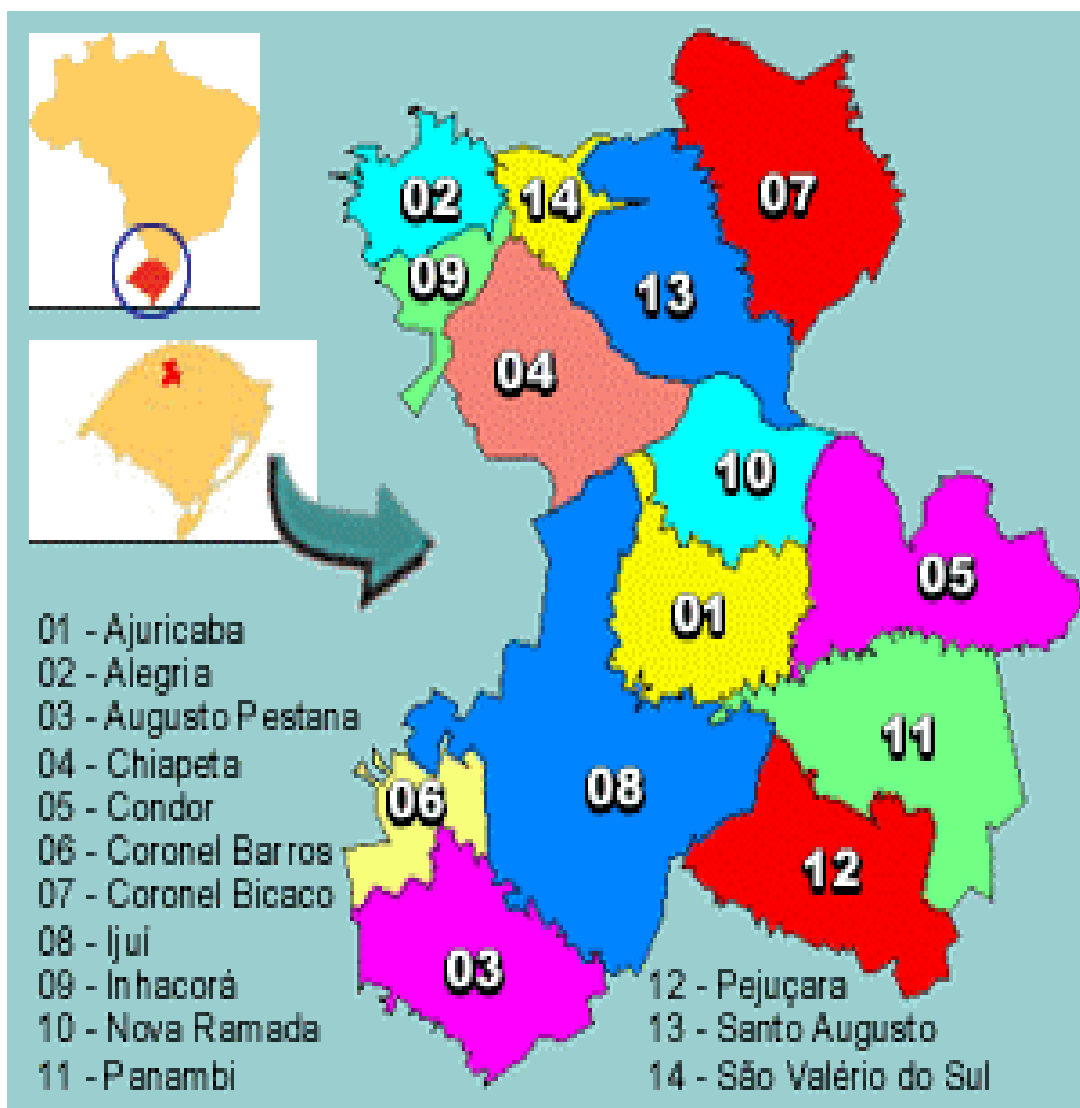 02
14
07
09
13
04
10
05
01
11
08
06
12
03
01 - Ajuricaba
02 - Alegria
03 - Augusto Pestana
04 - Chiapeta
05 - Condor
06 - Coronel Barros
07 - Coronel Bicaco
08 - Ijuí
09 - Inhacorá
10 - Nova Ramada
11 - Panambi
12 - Pejuçara
13 - Santo Augusto
14 - São Valério do Sul